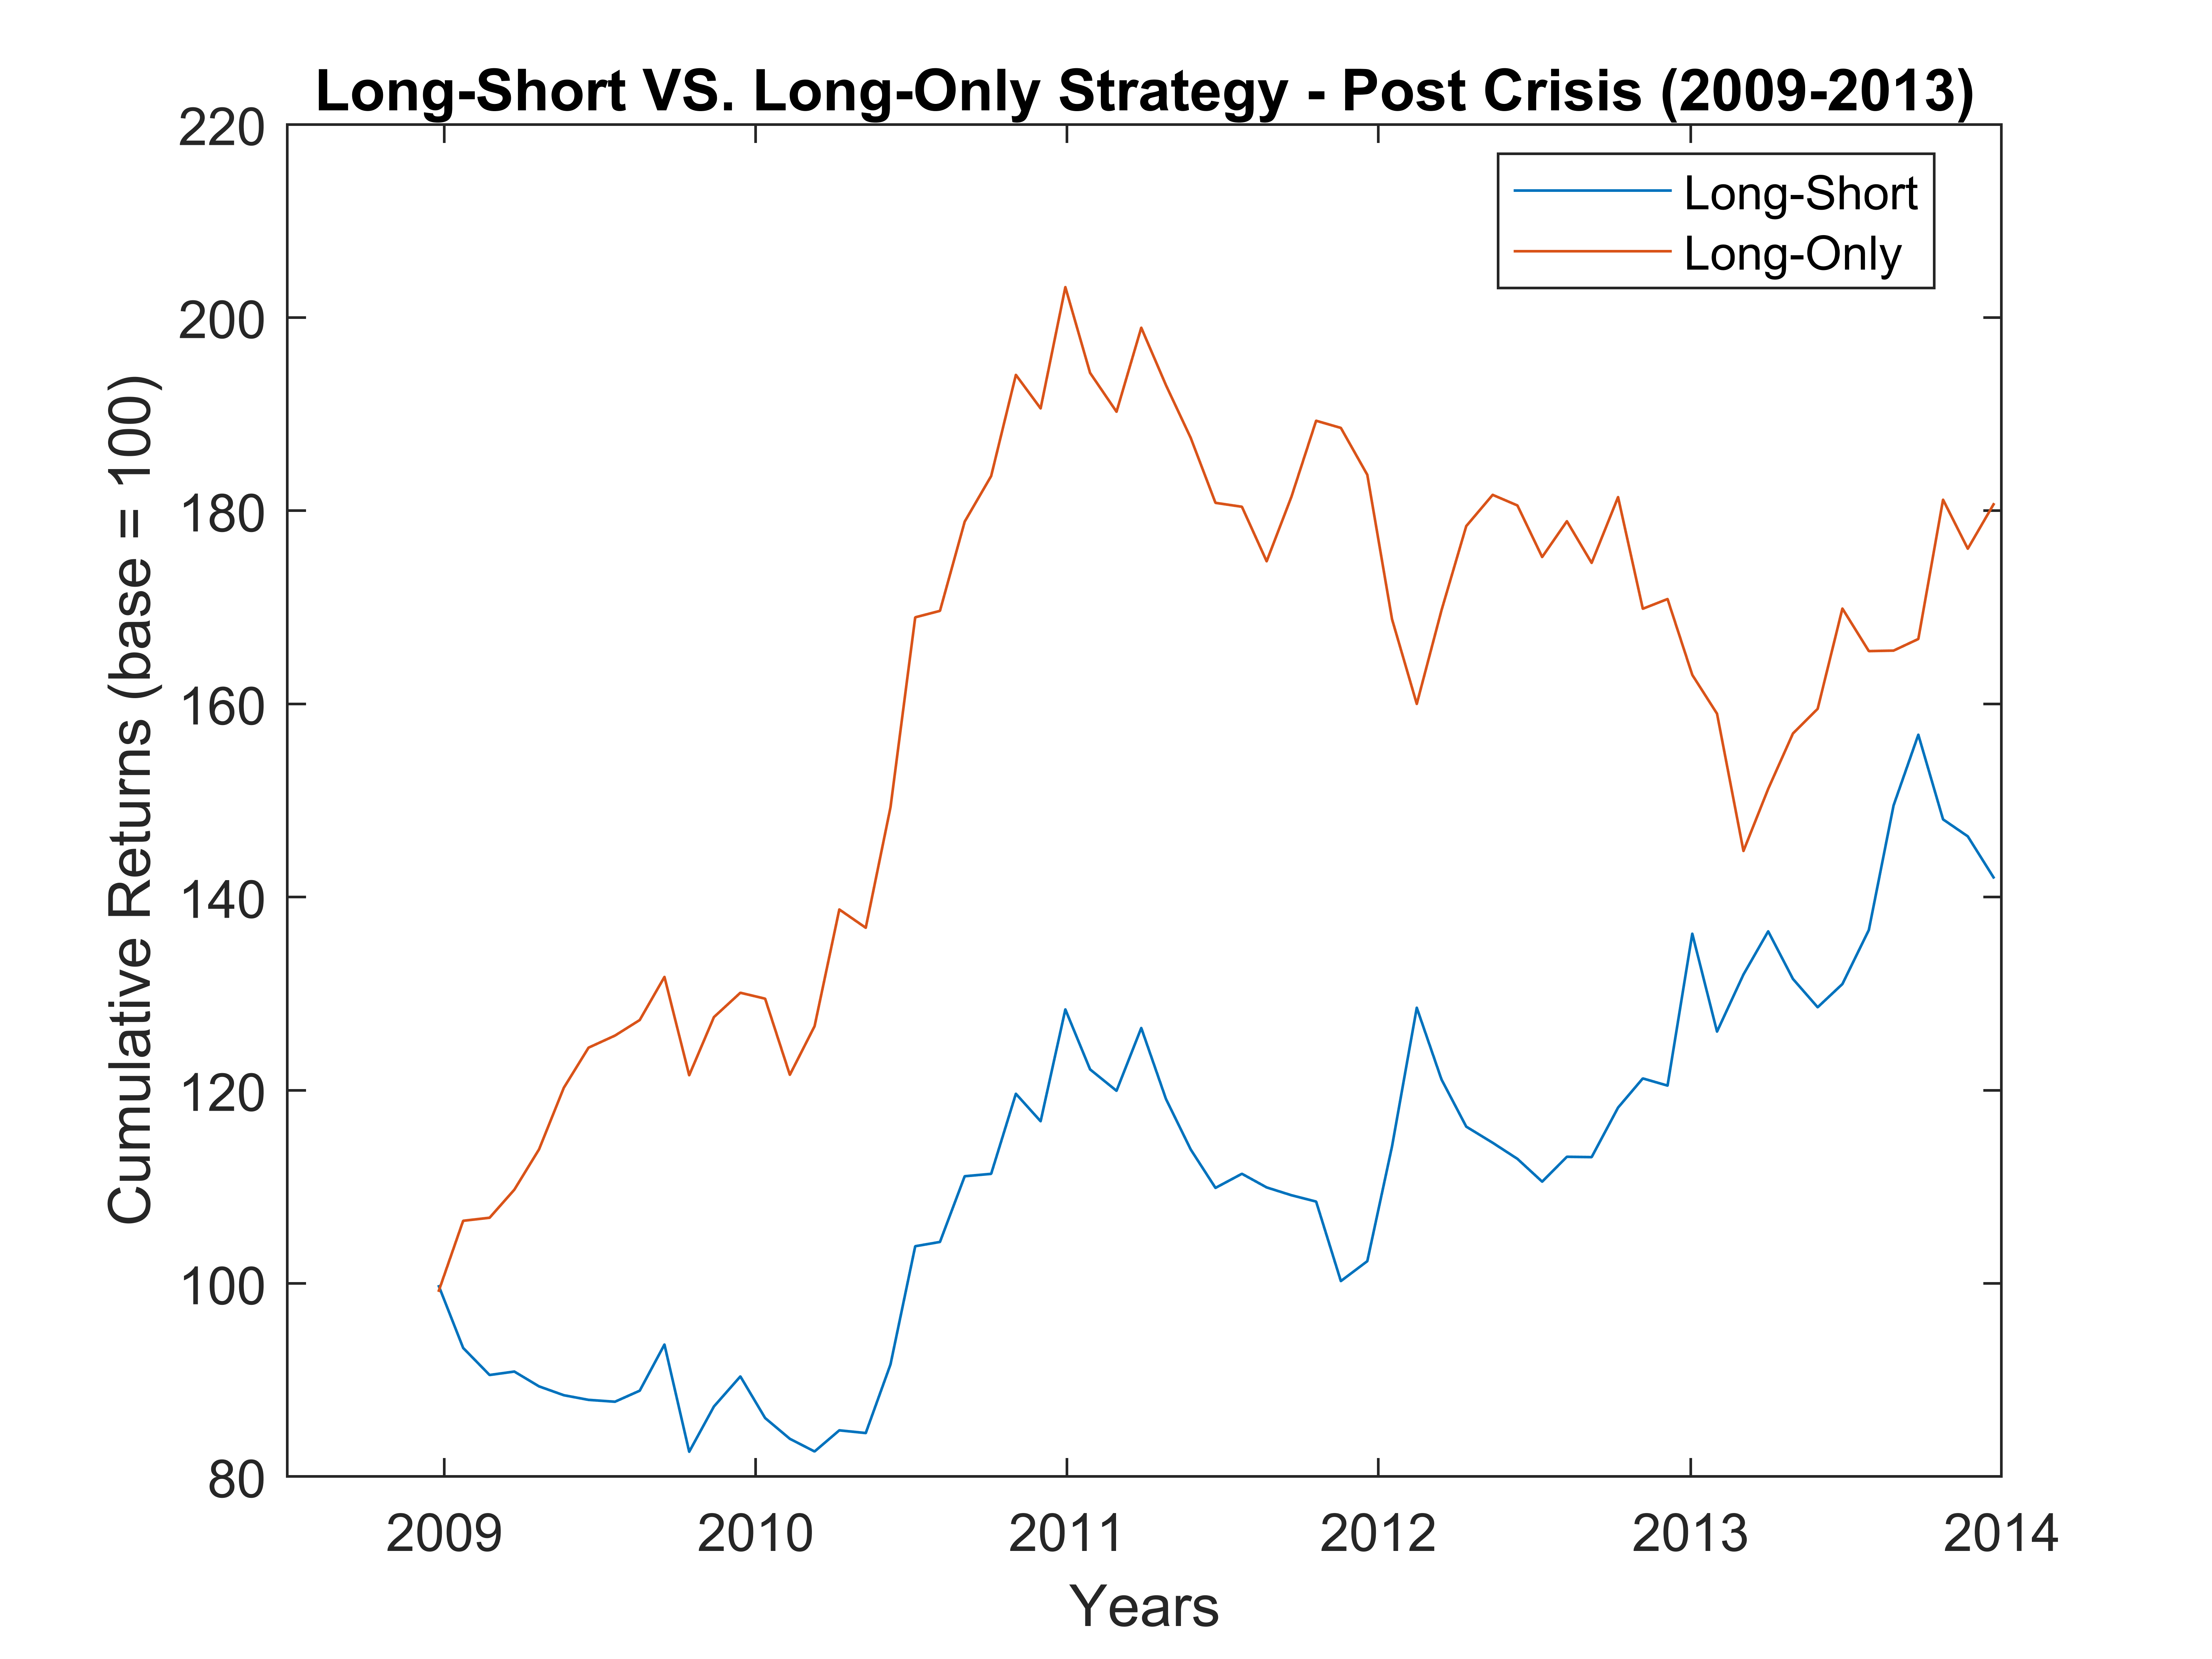 Long-Short VS. Long-Only Strategy - Post Crisis (2009-2013)
Long-Short
Long-Only
Cumulative Returns (base = 100)
220
200
180
160
140
120
100
80
2009 2010 2011 2012 2013 2014
Years